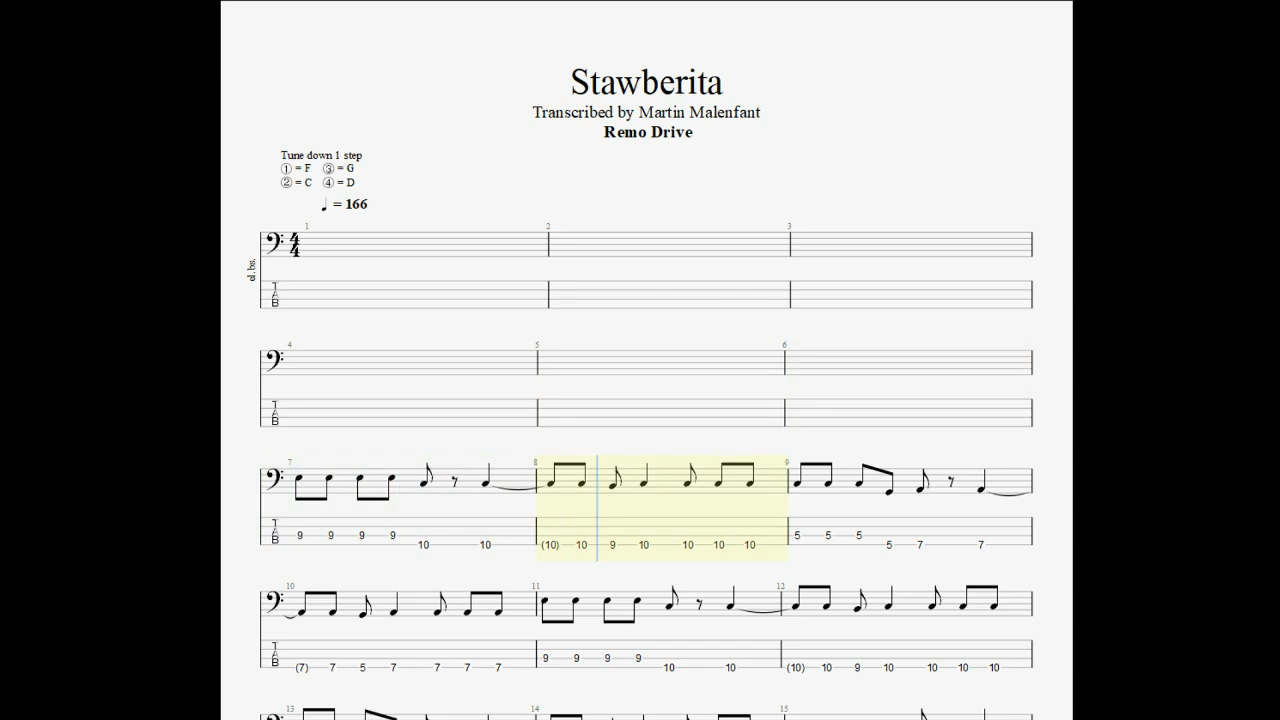 Stawberita
Transcribed by Martin Malenfant
Remo Drive
Tune down 1 step
① = F ③ = G
② = C ④ = D
♩ = 166
1 2 3
4
4
el.bs.
T
A
B
4 5 6
T
A
B
7 8 9
T
A
B
9 9 9 9 10 10 (10) 10 9 10 10 10 10 5 5 5 5 7 7
10 11 12
T
A
B
(7) 7 5 7 7 7 7 9 9 9 9 10 10 (10) 10 9 10 10 10 10
13 14 15